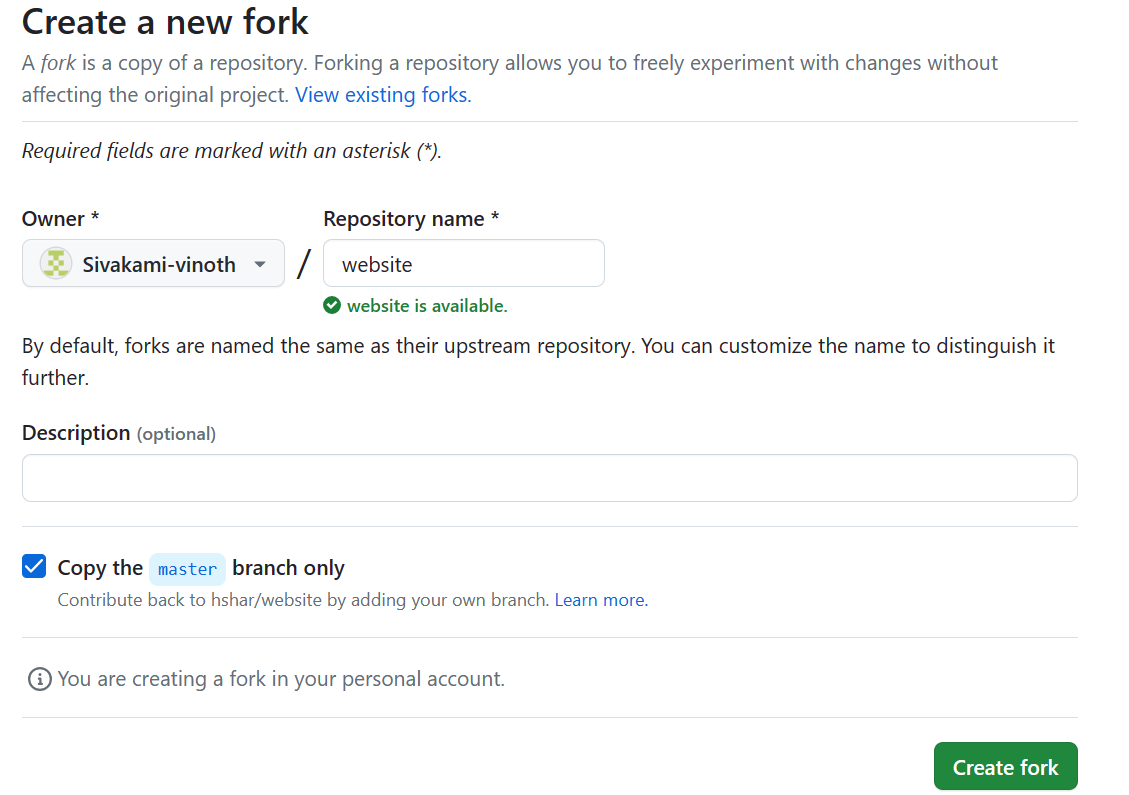 Create a new fork
A fork is a copy of a repository. Forking a repository allows you to freely experiment with changes without
affecting the original project. View existing forks.
Required fields are marked with an asterisk (*).
Owner * Repository name *
Sivakami-vinoth / website
website is available.
By default, forks are named the same as their upstream repository. You can customize the name to distinguish it
further.
Description (optional)
Copy the master branch only
Contribute back to hshar/website by adding your own branch. Learn more.
You are creating a fork in your personal account.
Create fork